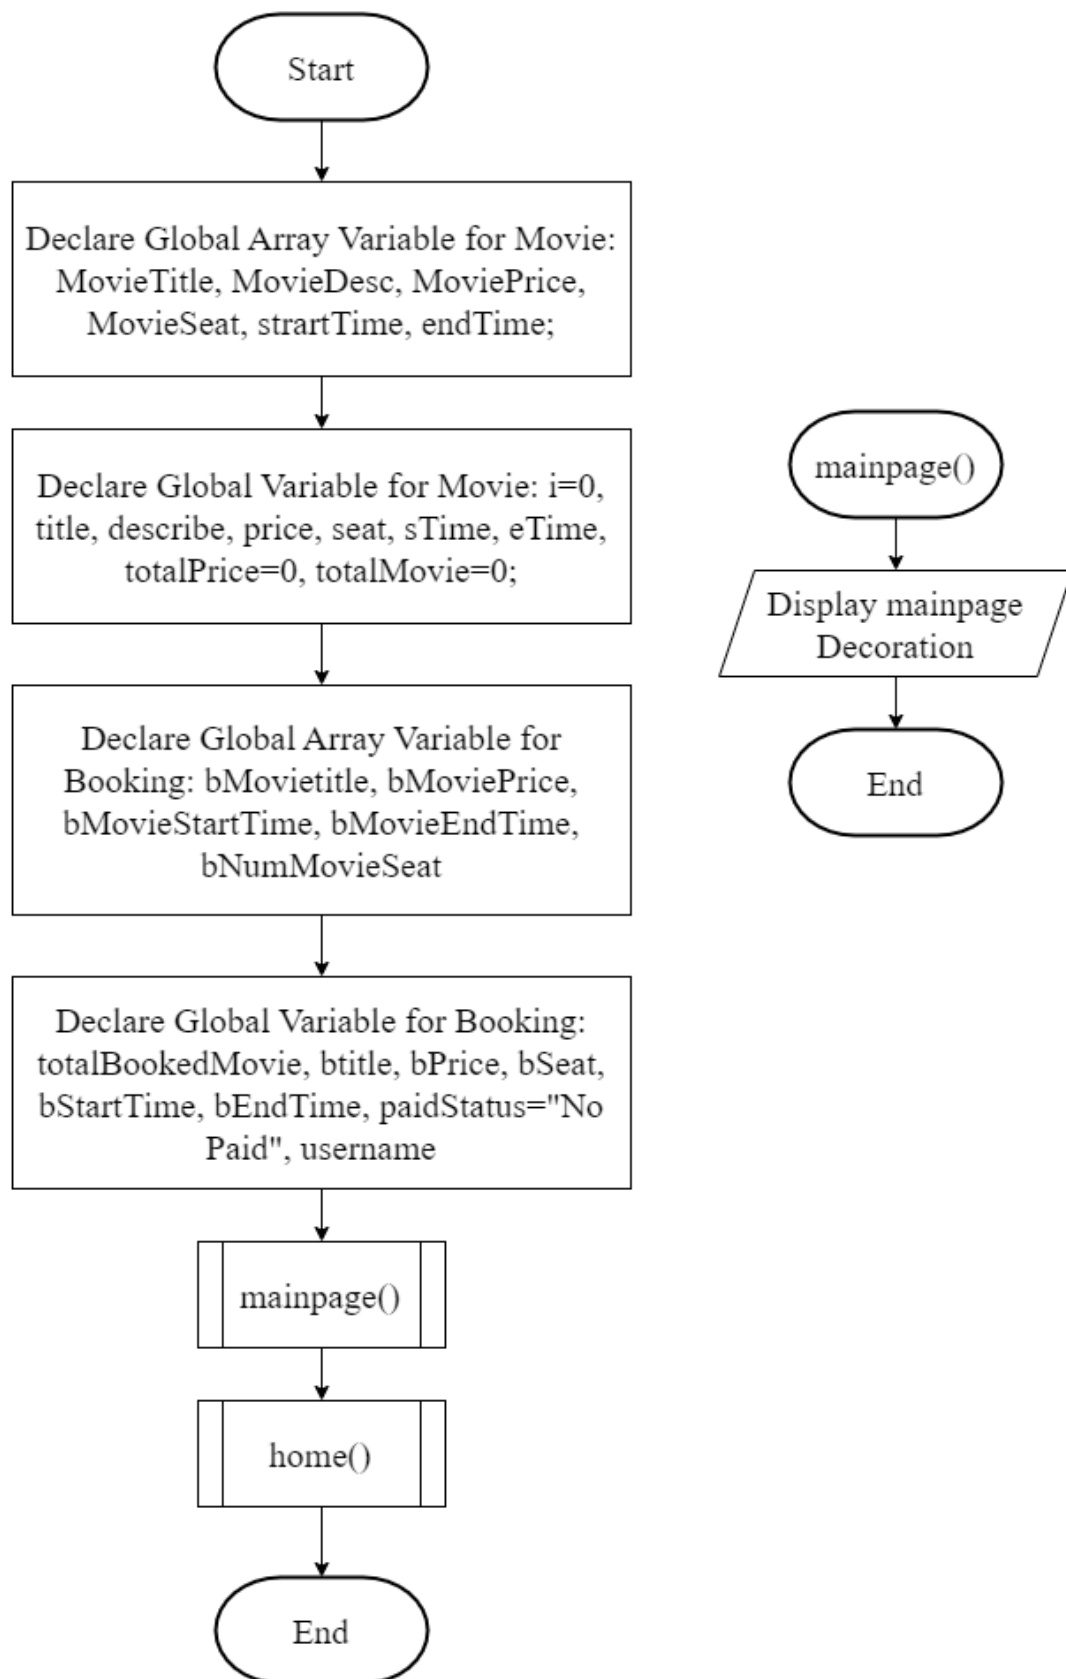 Start
Declare Global Array Variable for Movie:
MovieTitle, MovieDesc, MoviePrice,
MovieSeat, strartTime, endTime;
Declare Global Variable for Movie: i=0,
title, describe, price, seat, sTime, eTime,
totalPrice=0, totalMovie=0;
Declare Global Array Variable for
Booking: bMovietitle, bMoviePrice,
bMovieStartTime, bMovieEndTime,
bNumMovieSeat
Declare Global Variable for Booking:
totalBookedMovie, btitle, bPrice, bSeat,
bStartTime, bEndTime, paidStatus="No
Paid", username
mainpage()
home()
End
mainpage()
Display mainpage
Decoration
End